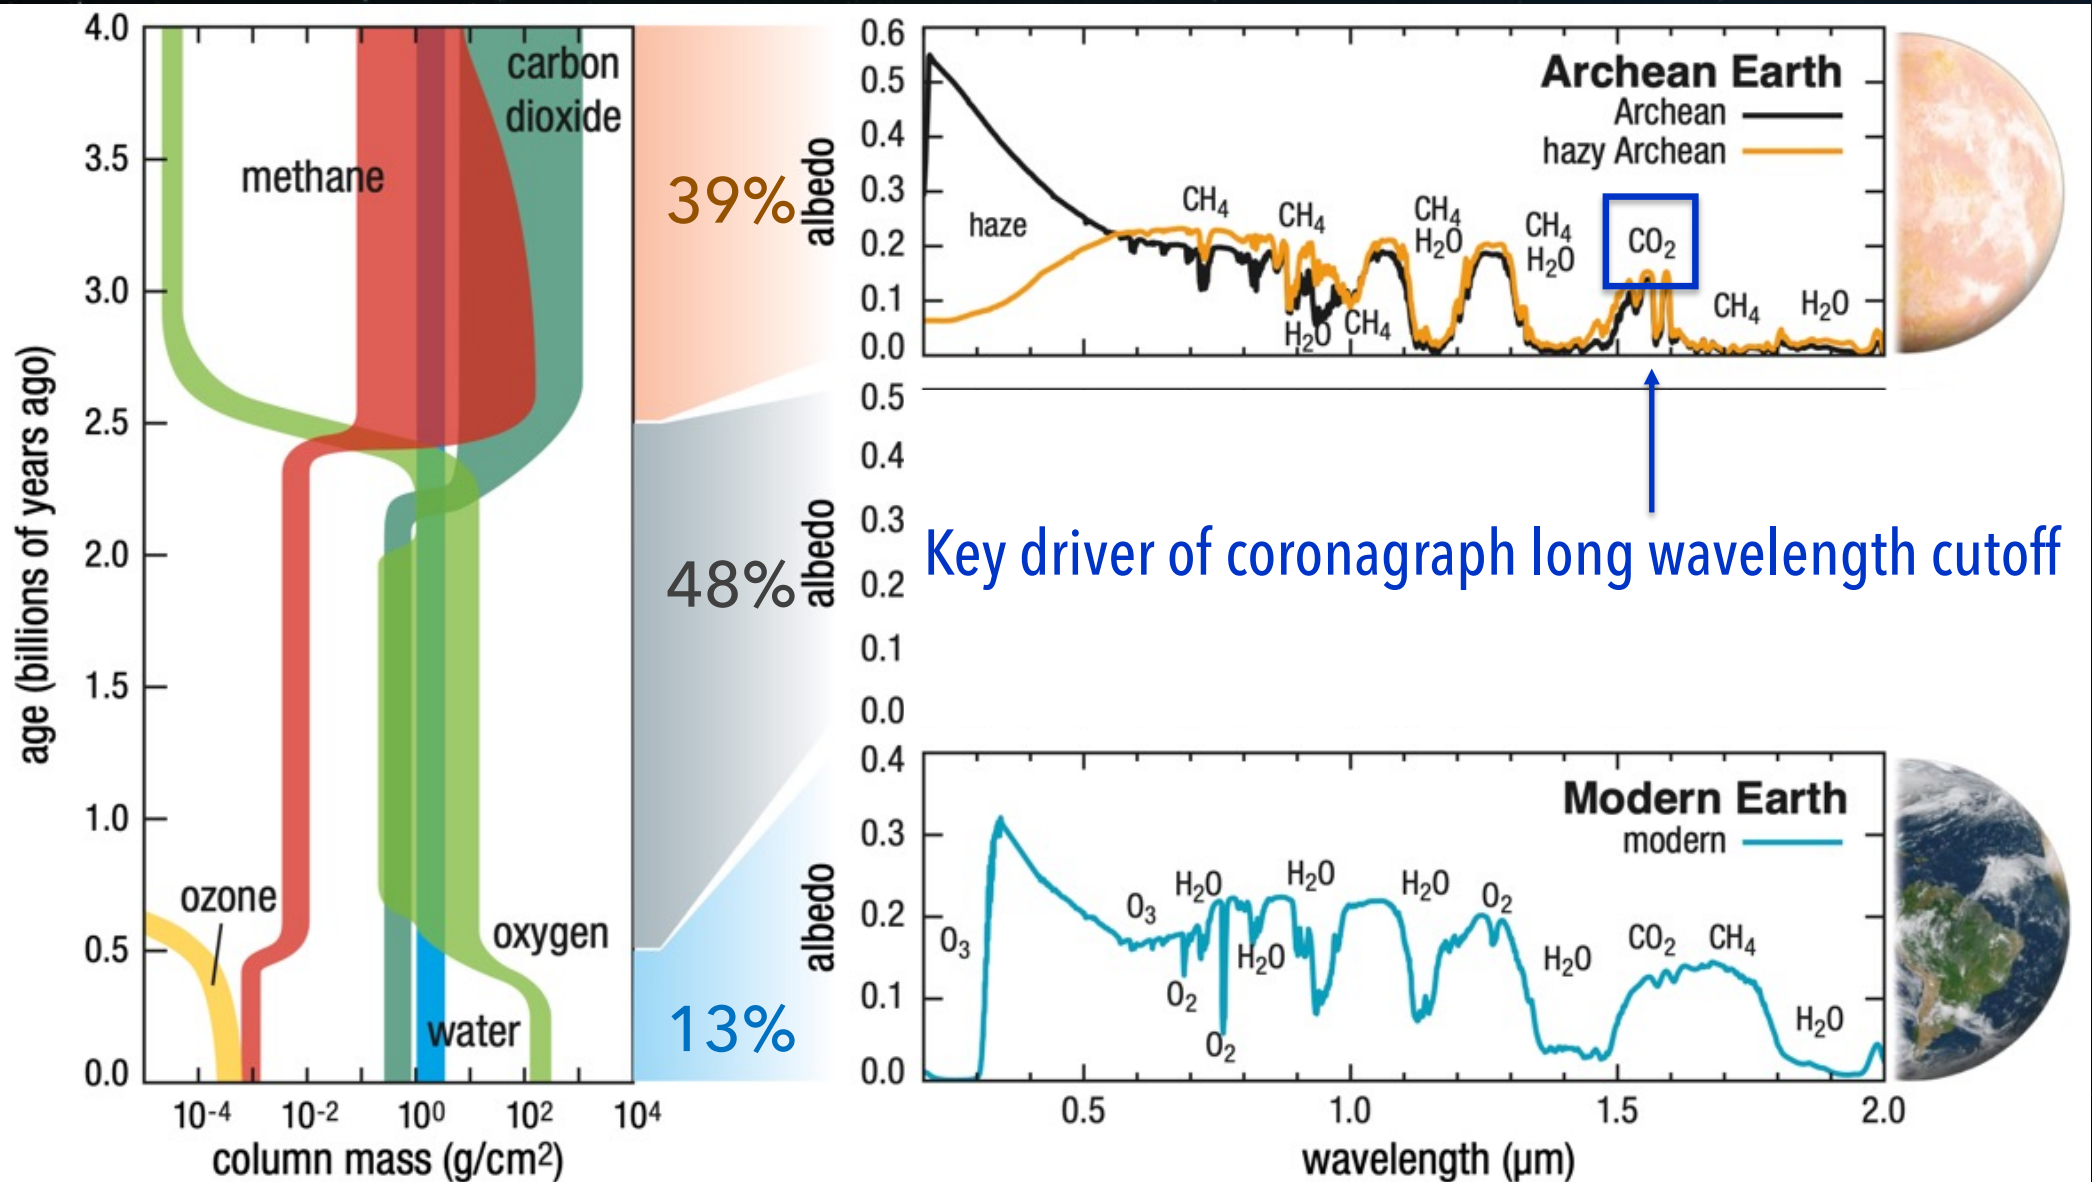 4.0
3.5
3.0
2.5
2.0
1.5
1.0
0.5
0.0
age (billions of years ago)
carbon
dioxide
methane
ozone
oxygen
water
10-4
10-2
100
102
104
column mass (g/cm2)
39%
48%
13%
albedo
0.6
0.5
0.4
0.3
0.2
0.1
0.0
Archean Earth
Archean
hazy Archean
haze
CH4
CH4
CH4
H2O
CH4
H2O
CO2
H2O
CH4
CH4
H2O
albedo
0.5
0.4
0.3
0.2
0.1
0.0
Key driver of coronagraph long wavelength cutoff
albedo
0.4
0.3
0.2
0.1
0.0
Modern Earth
modern
O3
O3
H2O
H2O
H2O
O2
O2
O2
H2O
H2O
CO2
CH4
H2O
0.5
1.0
1.5
2.0
wavelength (µm)